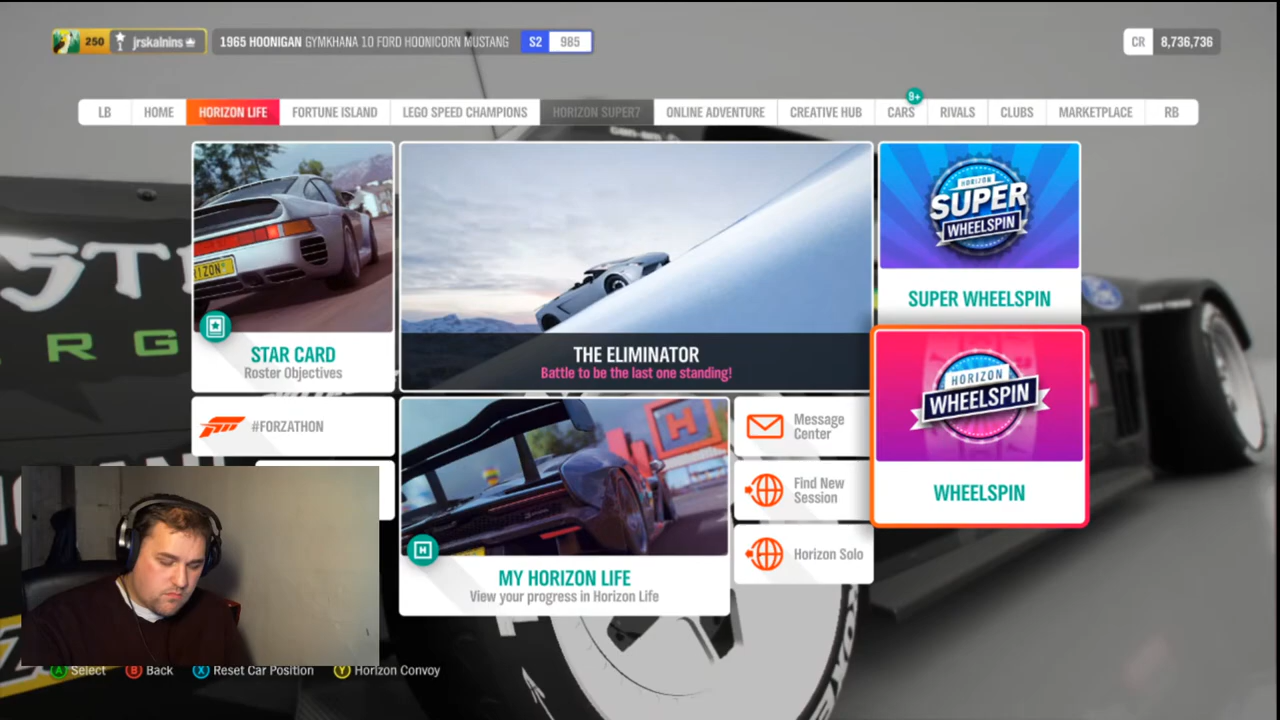 250 jrskalnins
1965 HOONIGAN GYMKHANA 10 FORD HOONICORN MUSTANG S2 985
CR 8,736,736
9+
LB HOME HORIZON LIFE FORTUNE ISLAND LEGO SPEED CHAMPIONS HORIZON SUPER7 ONLINE ADVENTURE CREATIVE HUB CARS RIVALS CLUBS MARKETPLACE RB
HORIZON
SUPER
WHEELSPIN
SUPER WHEELSPIN
STAR CARD
Roster Objectives
THE ELIMINATOR
Battle to be the last one standing!
HORIZON
WHEELSPIN
WHEELSPIN
#FORZATHON
Message
Center
Find New
Session
Horizon Solo
MY HORIZON LIFE
View your progress in Horizon Life
A Select B Back X Reset Car Position Y Horizon Convoy